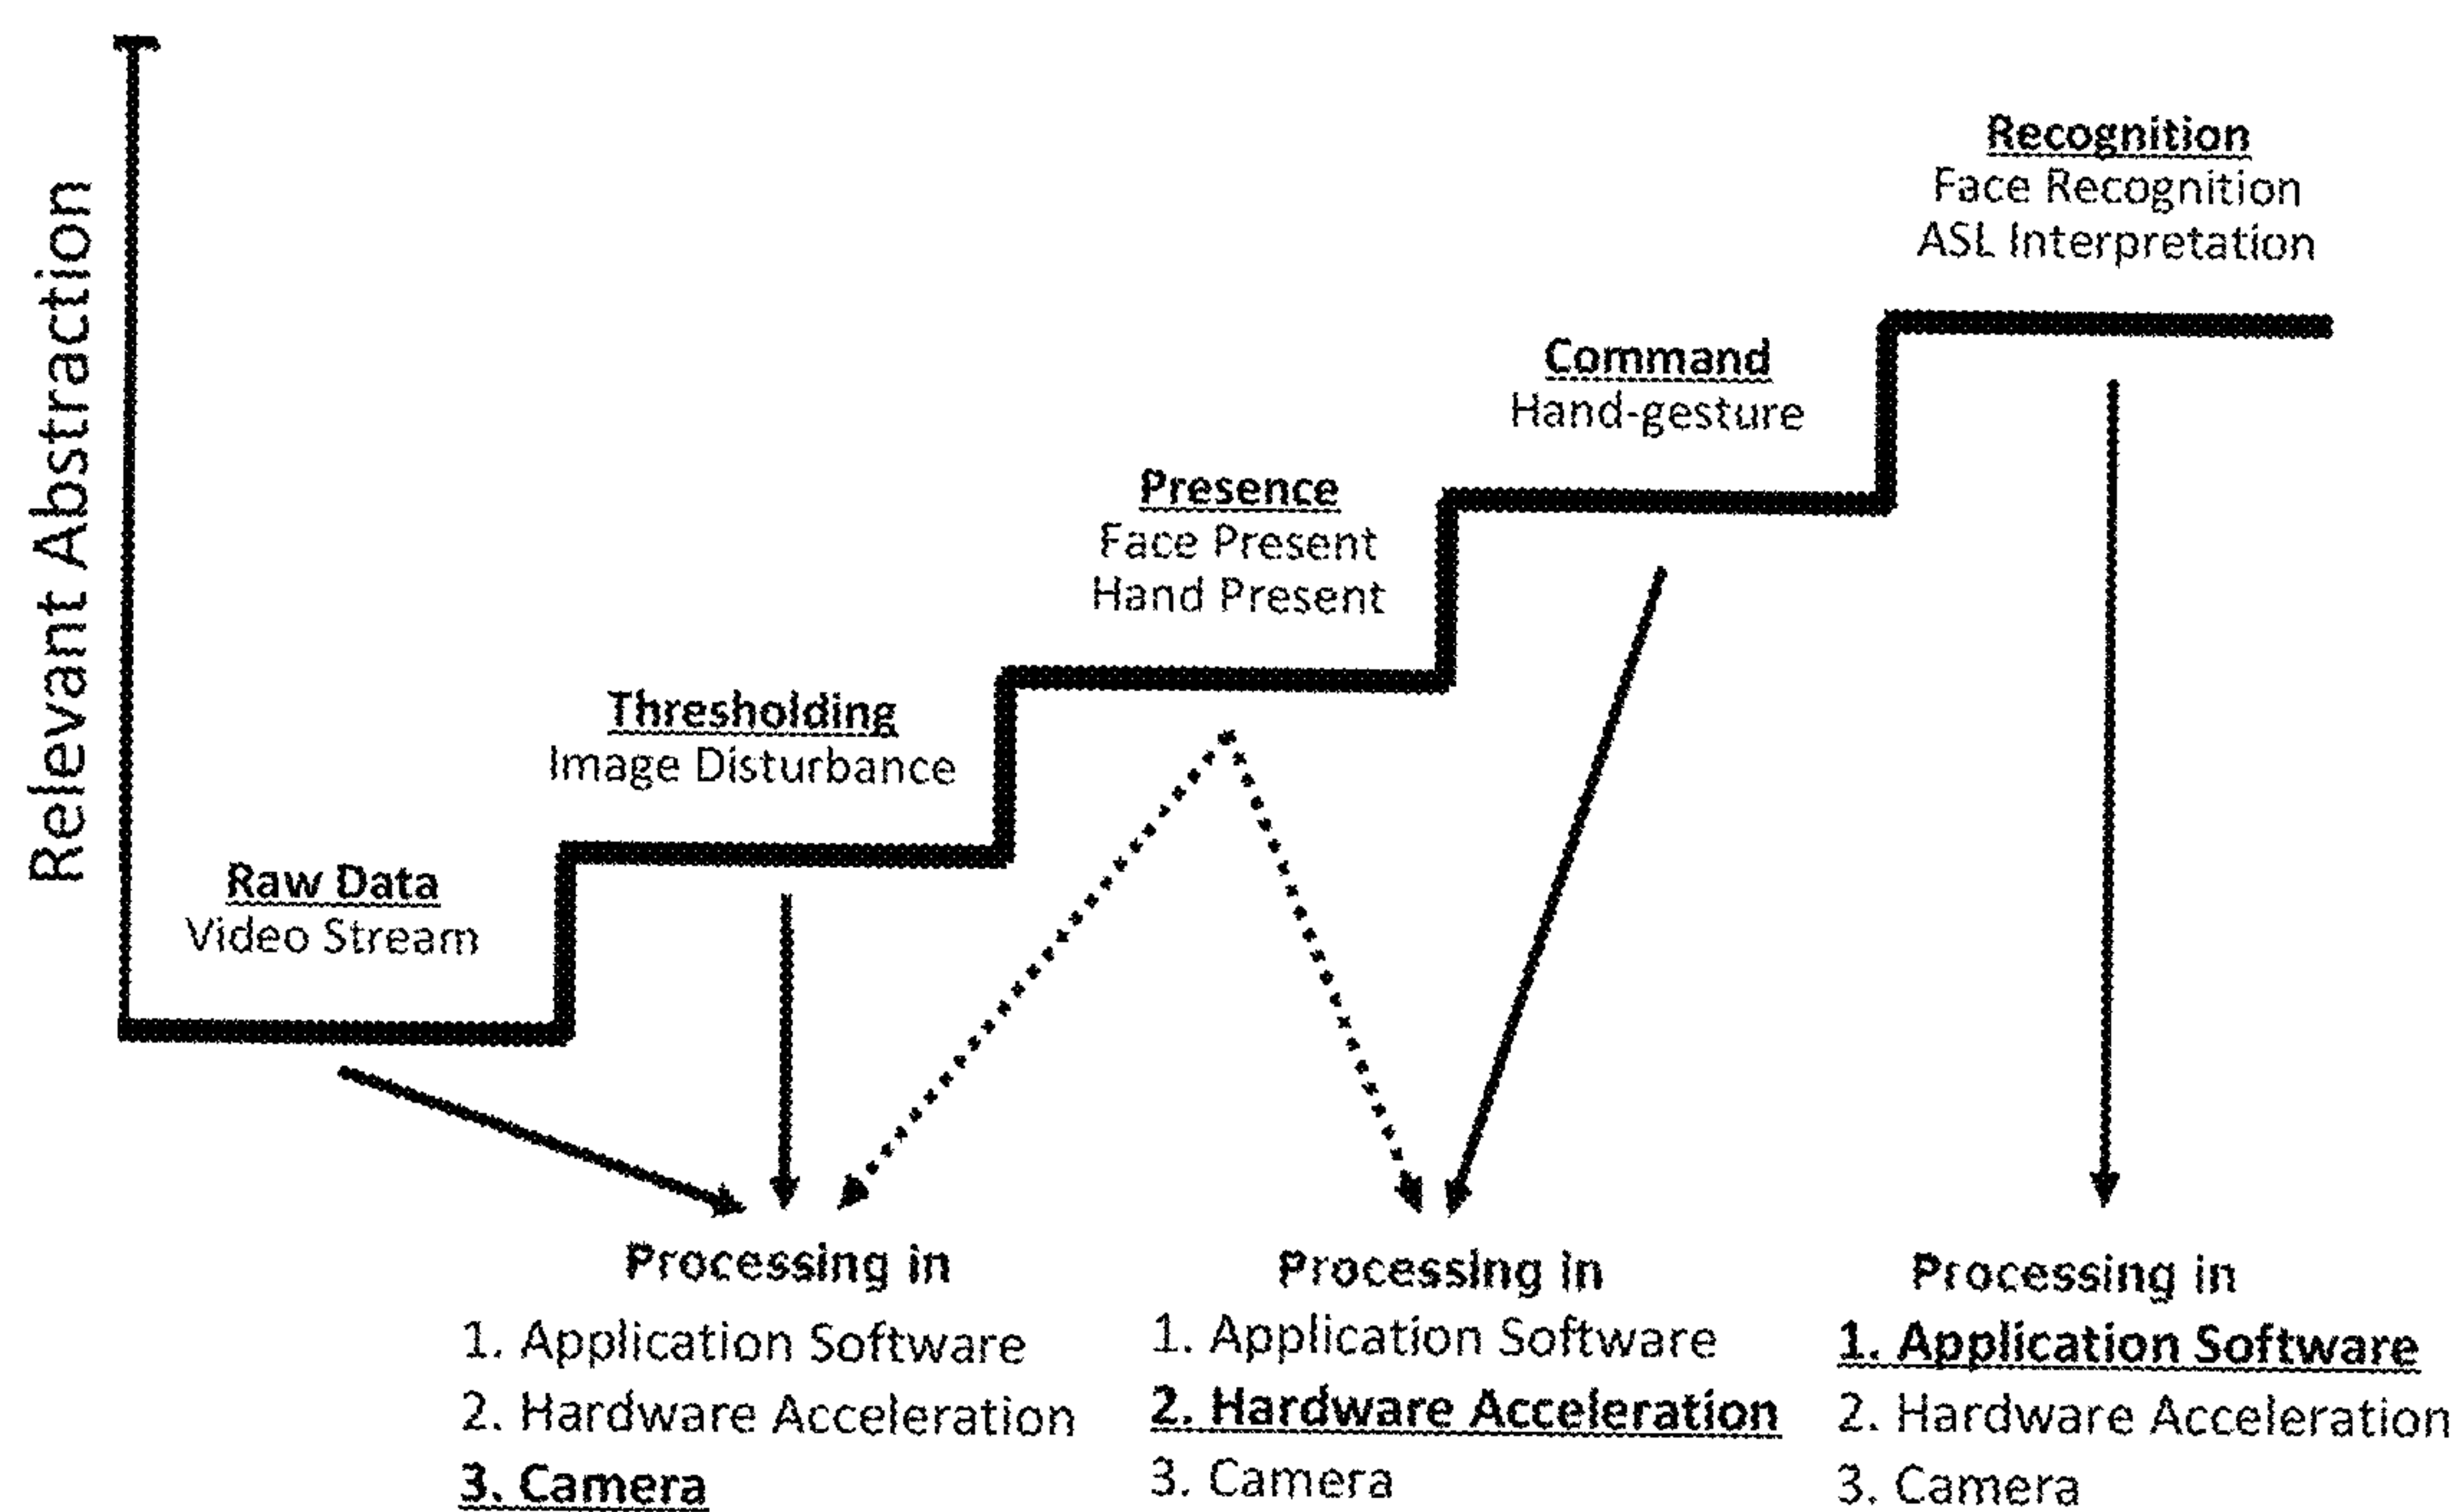 Relevant Abstraction
Raw Data
Video Stream
Thresholding
Image Disturbance
Presence
Face Present
Hand Present
Command
Hand-gesture
Recognition
Face Recognition
ASL Interpretation
Processing in
1. Application Software
2. Hardware Acceleration
3. Camera
Processing in
1. Application Software
2. Hardware Acceleration
3. Camera
Processing in
1. Application Software
2. Hardware Acceleration
3. Camera